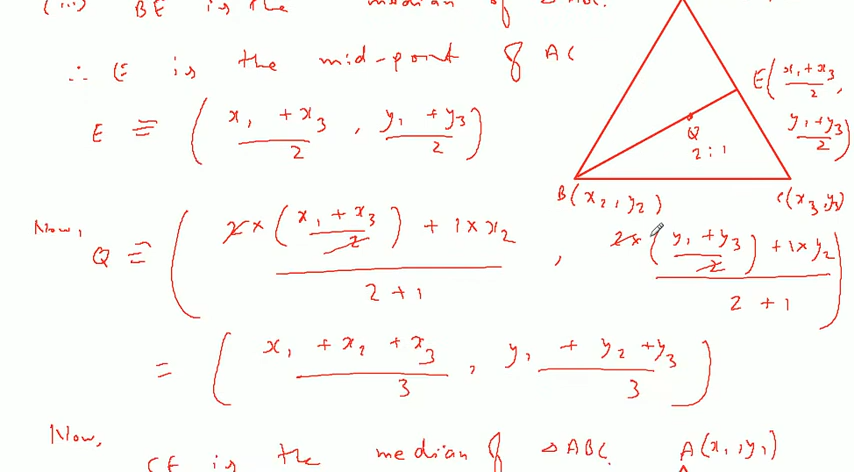 (iii) BE is the median of △ABC.
∴ E is the mid-point of AC
E ≡ ( (x₁ + x₃)/2 , (y₁ + y₃)/2 )
E( (x₁ + x₃)/2 , (y₁ + y₃)/2 )
Q
2 : 1
B(x₂, y₂)
C(x₃, y₃)
Now,
Q ≡ ( (2 × ((x₁ + x₃)/2) + 1 × x₂)/(2 + 1) , (2 × ((y₁ + y₃)/2) + 1 × y₂)/(2 + 1) )
= ( (x₁ + x₂ + x₃)/3 , (y₁ + y₂ + y₃)/3 )
Now,
CF is the median of △ABC. A(x₁, y₁)